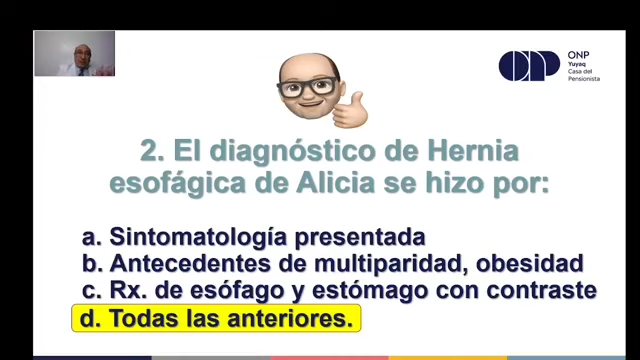 ONP
Yuyaq
Casa del
Pensionista
2. El diagnóstico de Hernia
esofágica de Alicia se hizo por:
a. Sintomatología presentada
b. Antecedentes de multiparidad, obesidad
c. Rx. de esófago y estómago con contraste
d. Todas las anteriores.